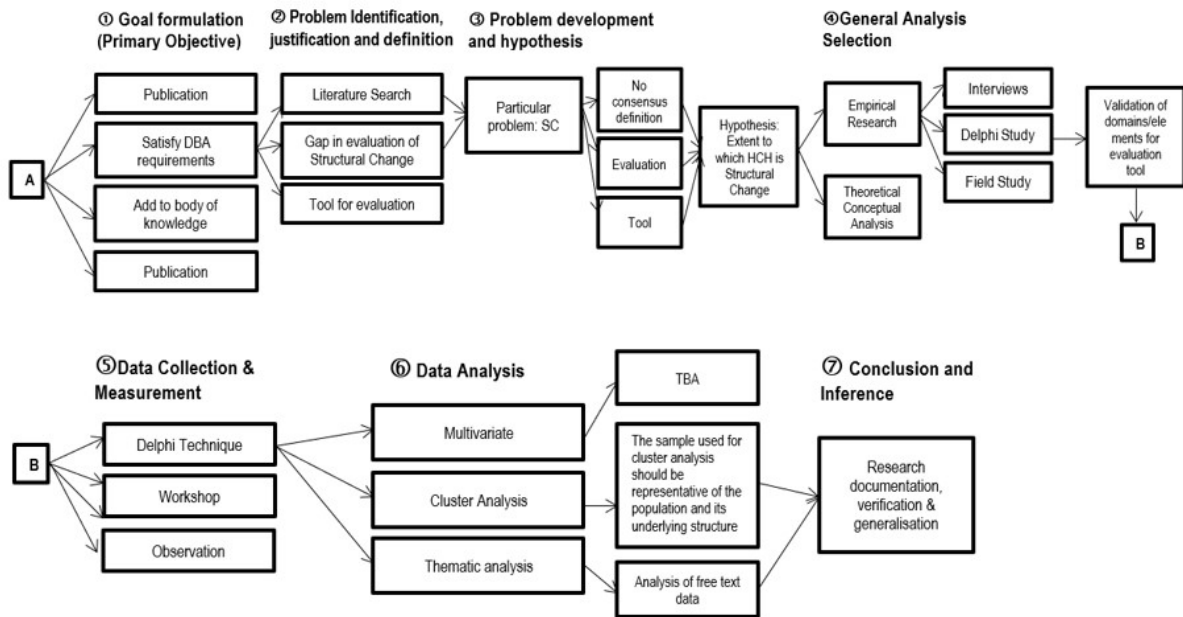 ① Goal formulation
(Primary Objective)
② Problem Identification,
justification and definition
③ Problem development
and hypothesis
④General Analysis
Selection
A
Publication
Satisfy DBA
requirements
Add to body of
knowledge
Publication
Literature Search
Gap in evaluation of
Structural Change
Tool for evaluation
Particular
problem: SC
No
consensus
definition
Evaluation
Tool
Hypothesis:
Extent to
which HCH is
Structural
Change
Empirical
Research
Theoretical
Conceptual
Analysis
Interviews
Delphi Study
Field Study
Validation of
domains/ele
ments for
evaluation
tool
B
⑤Data Collection &
Measurement
⑥ Data Analysis
⑦ Conclusion and
Inference
B
Delphi Technique
Workshop
Observation
Multivariate
Cluster Analysis
Thematic analysis
TBA
The sample used for
cluster analysis
should be
representative of the
population and its
underlying structure
Analysis of free text
data
Research
documentation,
verification &
generalisation